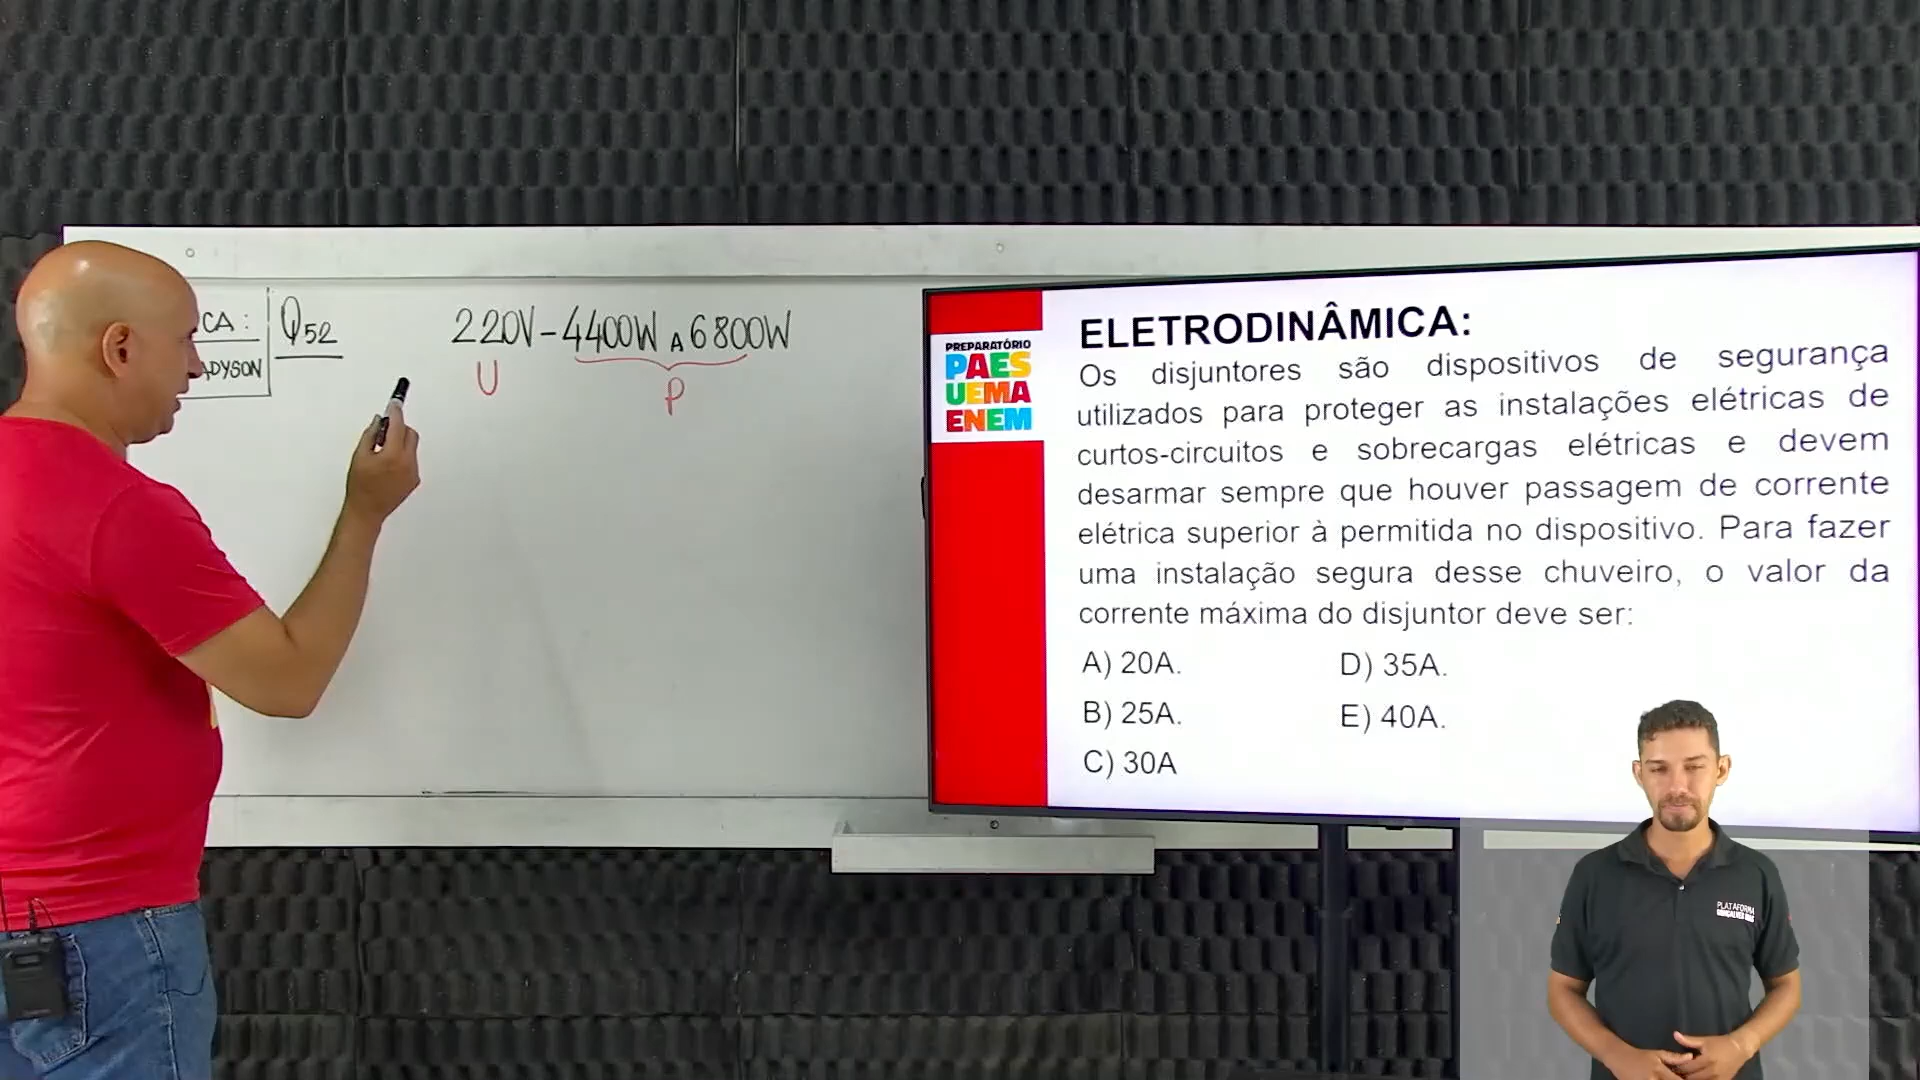 CA:
ADYSON
Q52
220V-4400W A 6800W
U
P
PREPARATÓRIO
PAES
UEMA
ENEM
ELETRODINÂMICA:
Os disjuntores são dispositivos de segurança
utilizados para proteger as instalações elétricas de
curtos-circuitos e sobrecargas elétricas e devem
desarmar sempre que houver passagem de corrente
elétrica superior à permitida no dispositivo. Para fazer
uma instalação segura desse chuveiro, o valor da
corrente máxima do disjuntor deve ser:
A) 20A.
B) 25A.
C) 30A
D) 35A.
E) 40A.
PLATAFORMA
GONÇALVES DIAS